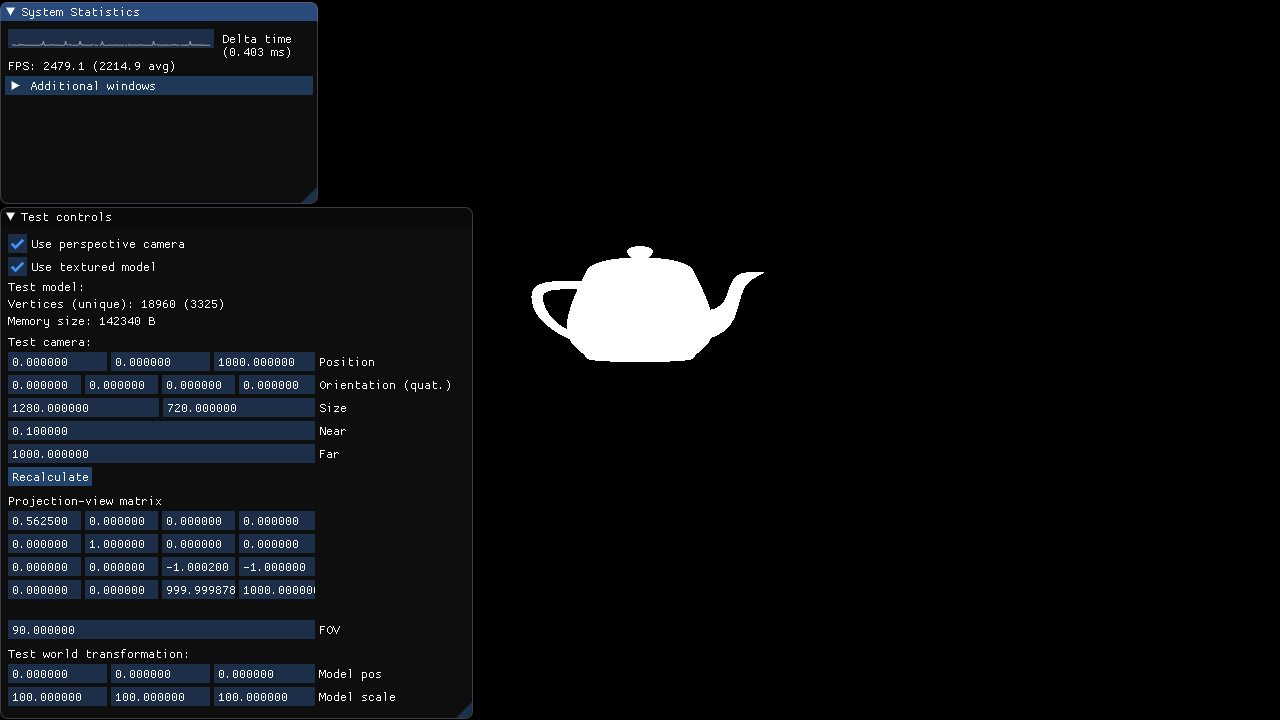 System Statistics
Delta time
(0.403 ms)
FPS: 2479.1 (2214.9 avg)
Additional windows
Test controls
Use perspective camera
Use textured model
Test model:
Vertices (unique): 18960 (3325)
Memory size: 142340 B
Test camera:
0.000000 0.000000 1000.000000 Position
0.000000 0.000000 0.000000 0.000000 Orientation (quat.)
1280.000000 720.000000 Size
0.100000 Near
1000.000000 Far
Recalculate
Projection-view matrix
0.562500 0.000000 0.000000 0.000000
0.000000 1.000000 0.000000 0.000000
0.000000 0.000000 -1.000200 -1.000000
0.000000 0.000000 999.999878 1000.000000
90.000000 FOV
Test world transformation:
0.000000 0.000000 0.000000 Model pos
100.000000 100.000000 100.000000 Model scale